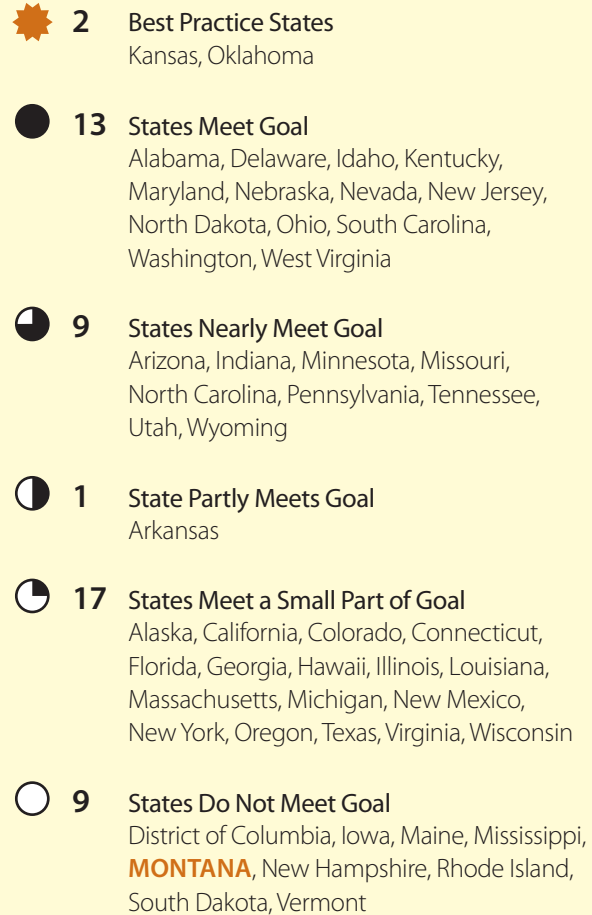 2 Best Practice States
Kansas, Oklahoma
13 States Meet Goal
Alabama, Delaware, Idaho, Kentucky,
Maryland, Nebraska, Nevada, New Jersey,
North Dakota, Ohio, South Carolina,
Washington, West Virginia
9 States Nearly Meet Goal
Arizona, Indiana, Minnesota, Missouri,
North Carolina, Pennsylvania, Tennessee,
Utah, Wyoming
1 State Partly Meets Goal
Arkansas
17 States Meet a Small Part of Goal
Alaska, California, Colorado, Connecticut,
Florida, Georgia, Hawaii, Illinois, Louisiana,
Massachusetts, Michigan, New Mexico,
New York, Oregon, Texas, Virginia, Wisconsin
9 States Do Not Meet Goal
District of Columbia, Iowa, Maine, Mississippi,
MONTANA, New Hampshire, Rhode Island,
South Dakota, Vermont